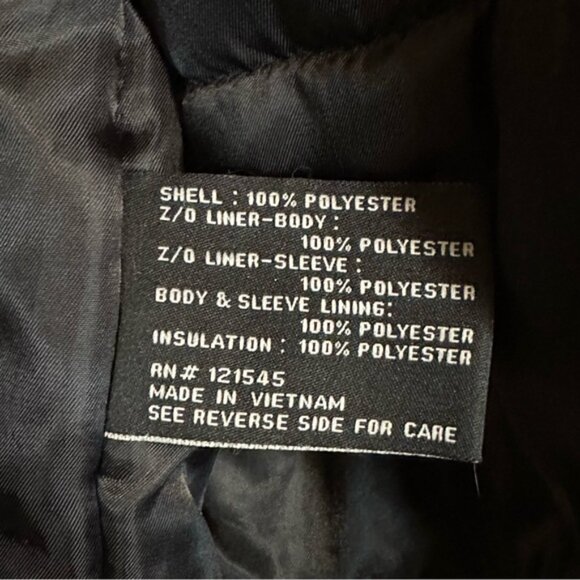 SHELL : 100% POLYESTER
Z/O LINER-BODY :
100% POLYESTER
Z/O LINER-SLEEVE :
100% POLYESTER
BODY & SLEEVE LINING:
100% POLYESTER
INSULATION : 100% POLYESTER
RN# 121545
MADE IN VIETNAM
SEE REVERSE SIDE FOR CARE